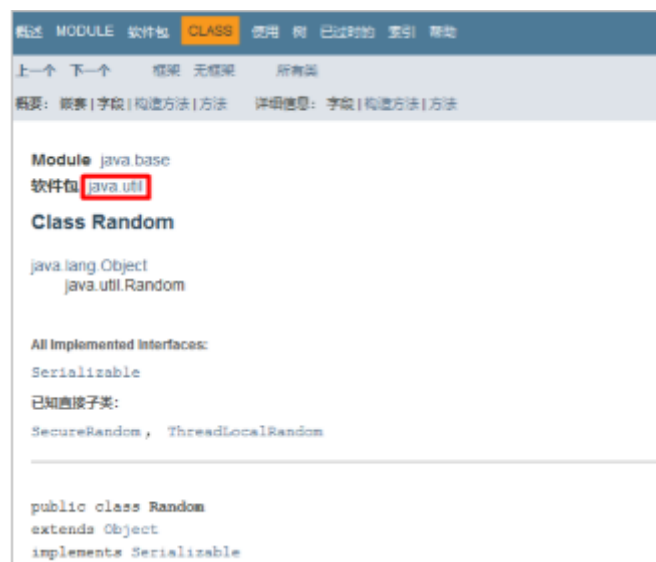 概述 MODULE 软件包 CLASS 使用 树 已过时的 索引 帮助
上一个 下一个 框架 无框架 所有类
概要: 嵌套|字段|构造方法|方法 详细信息: 字段|构造方法|方法
Module java.base
软件包 java.util
Class Random
java.lang.Object
java.util.Random
All Implemented Interfaces:
Serializable
已知直接子类:
SecureRandom, ThreadLocalRandom
public class Random
extends Object
implements Serializable